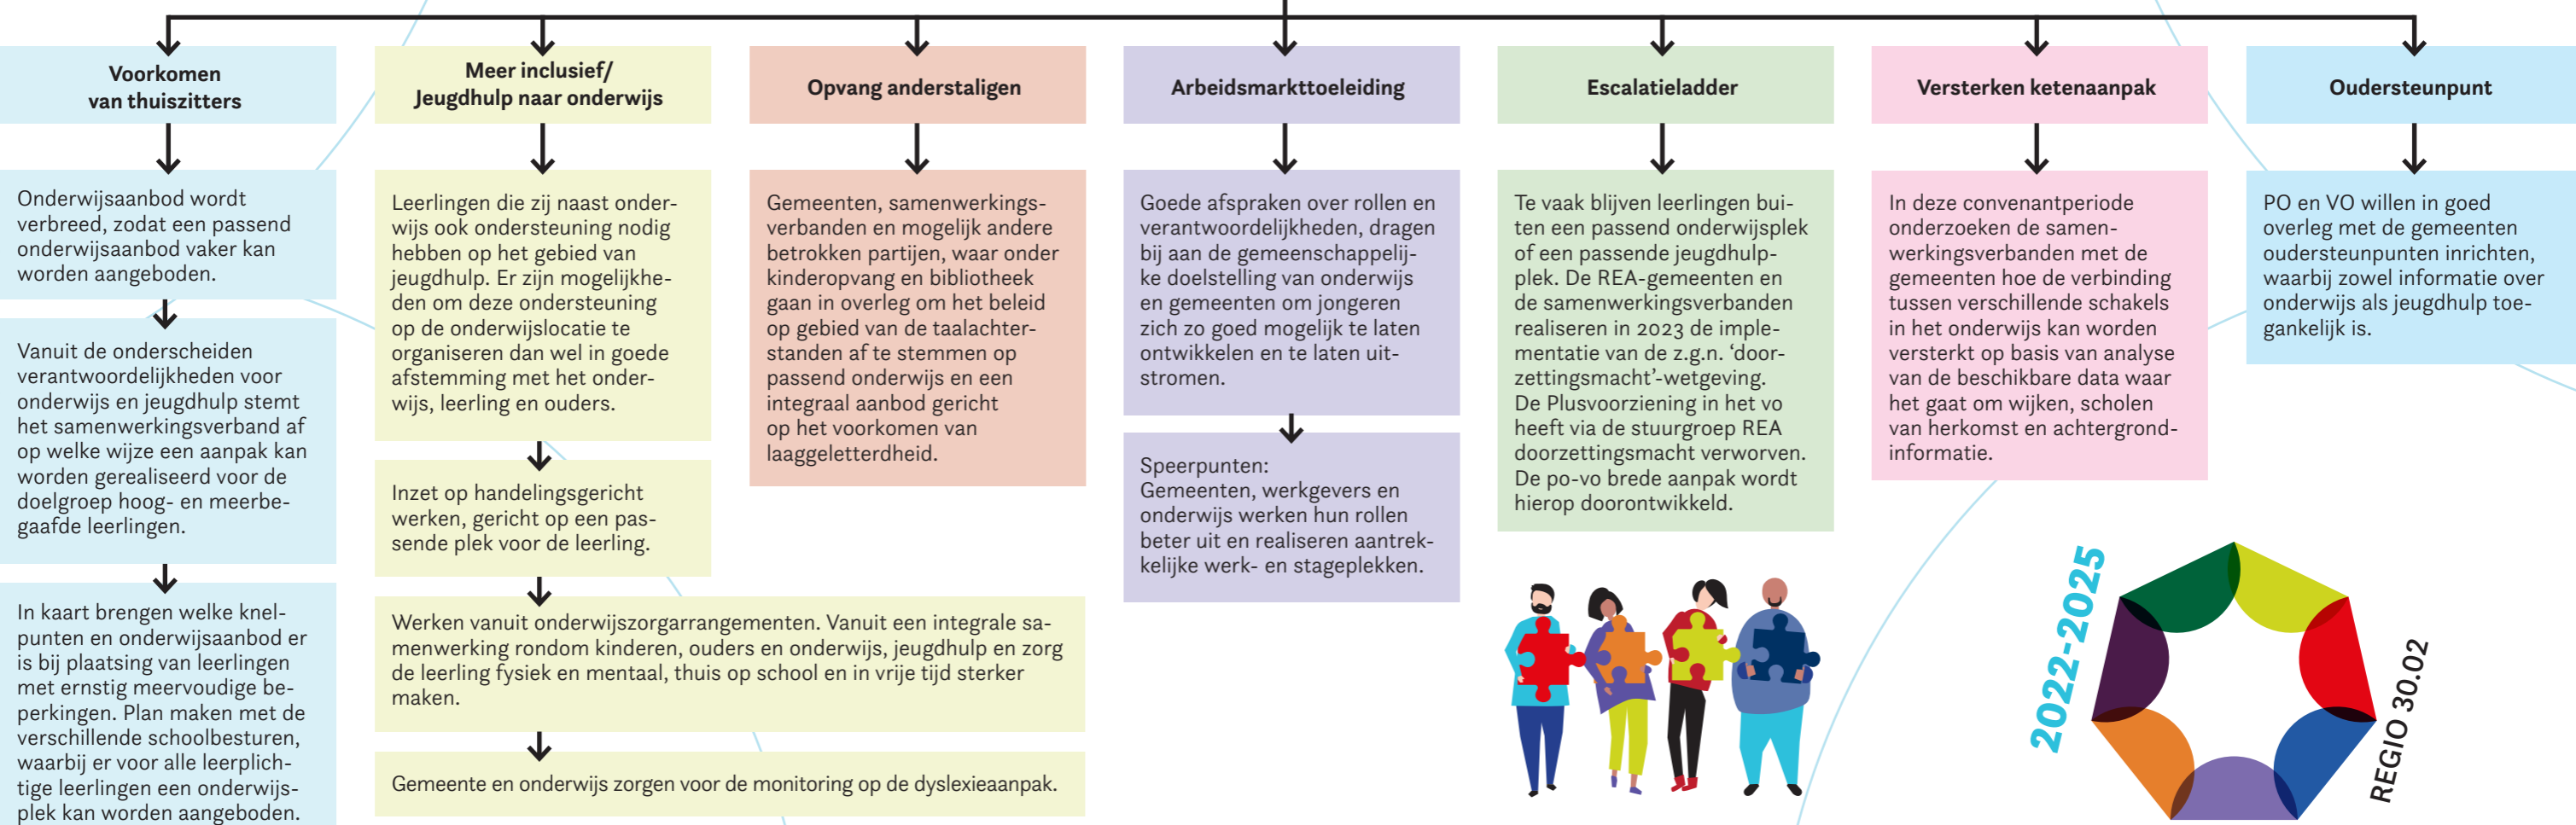 Voorkomen
van thuiszitters
Onderwijsaanbod wordt
verbreed, zodat een passend
onderwijsaanbod vaker kan
worden aangeboden.
Vanuit de onderscheiden
verantwoordelijkheden voor
onderwijs en jeugdhulp stemt
het samenwerkingsverband af
op welke wijze een aanpak kan
worden gerealiseerd voor de
doelgroep hoog- en meerbe-
gaafde leerlingen.
In kaart brengen welke knel-
punten en onderwijsaanbod er
is bij plaatsing van leerlingen
met ernstig meervoudige be-
perkingen. Plan maken met de
verschillende schoolbesturen,
waarbij er voor alle leerplich-
tige leerlingen een onderwijs-
plek kan worden aangeboden.
Meer inclusief/
Jeugdhulp naar onderwijs
Leerlingen die zij naast onder-
wijs ook ondersteuning nodig
hebben op het gebied van
jeugdhulp. Er zijn mogelijkhe-
den om deze ondersteuning
op de onderwijslocatie te
organiseren dan wel in goede
afstemming met het onder-
wijs, leerling en ouders.
Inzet op handelingsgericht
werken, gericht op een pas-
sende plek voor de leerling.
Werken vanuit onderwijszorgarrangementen. Vanuit een integrale sa-
menwerking rondom kinderen, ouders en onderwijs, jeugdhulp en zorg
de leerling fysiek en mentaal, thuis op school en in vrije tijd sterker
maken.
Gemeente en onderwijs zorgen voor de monitoring op de dyslexieaanpak.
Opvang anderstaligen
Gemeenten, samenwerkings-
verbanden en mogelijk andere
betrokken partijen, waar onder
kinderopvang en bibliotheek
gaan in overleg om het beleid
op gebied van de taalachter-
standen af te stemmen op
passend onderwijs en een
integraal aanbod gericht
op het voorkomen van
laaggeletterdheid.
Arbeidsmarkttoeleiding
Goede afspraken over rollen en
verantwoordelijkheden, dragen
bij aan de gemeenschappelij-
ke doelstelling van onderwijs
en gemeenten om jongeren
zich zo goed mogelijk te laten
ontwikkelen en te laten uit-
stromen.
Speerpunten:
Gemeenten, werkgevers en
onderwijs werken hun rollen
beter uit en realiseren aantrek-
kelijke werk- en stageplekken.
Escalatieladder
Te vaak blijven leerlingen bui-
ten een passend onderwijsplek
of een passende jeugdhulp-
plek. De REA-gemeenten en
de samenwerkingsverbanden
realiseren in 2023 de imple-
mentatie van de z.g.n. ‘door-
zettingsmacht’-wetgeving.
De Plusvoorziening in het vo
heeft via de stuurgroep REA
doorzettingsmacht verworven.
De po-vo brede aanpak wordt
hierop doorontwikkeld.
Versterken ketenaanpak
In deze convenantperiode
onderzoeken de samen-
werkingsverbanden met de
gemeenten hoe de verbinding
tussen verschillende schakels
in het onderwijs kan worden
versterkt op basis van analyse
van de beschikbare data waar
het gaat om wijken, scholen
van herkomst en achtergrond-
informatie.
Oudersteunpunt
PO en VO willen in goed
overleg met de gemeenten
oudersteunpunten inrichten,
waarbij zowel informatie over
onderwijs als jeugdhulp toe-
gankelijk is.
2022-2025
REGIO 30.02